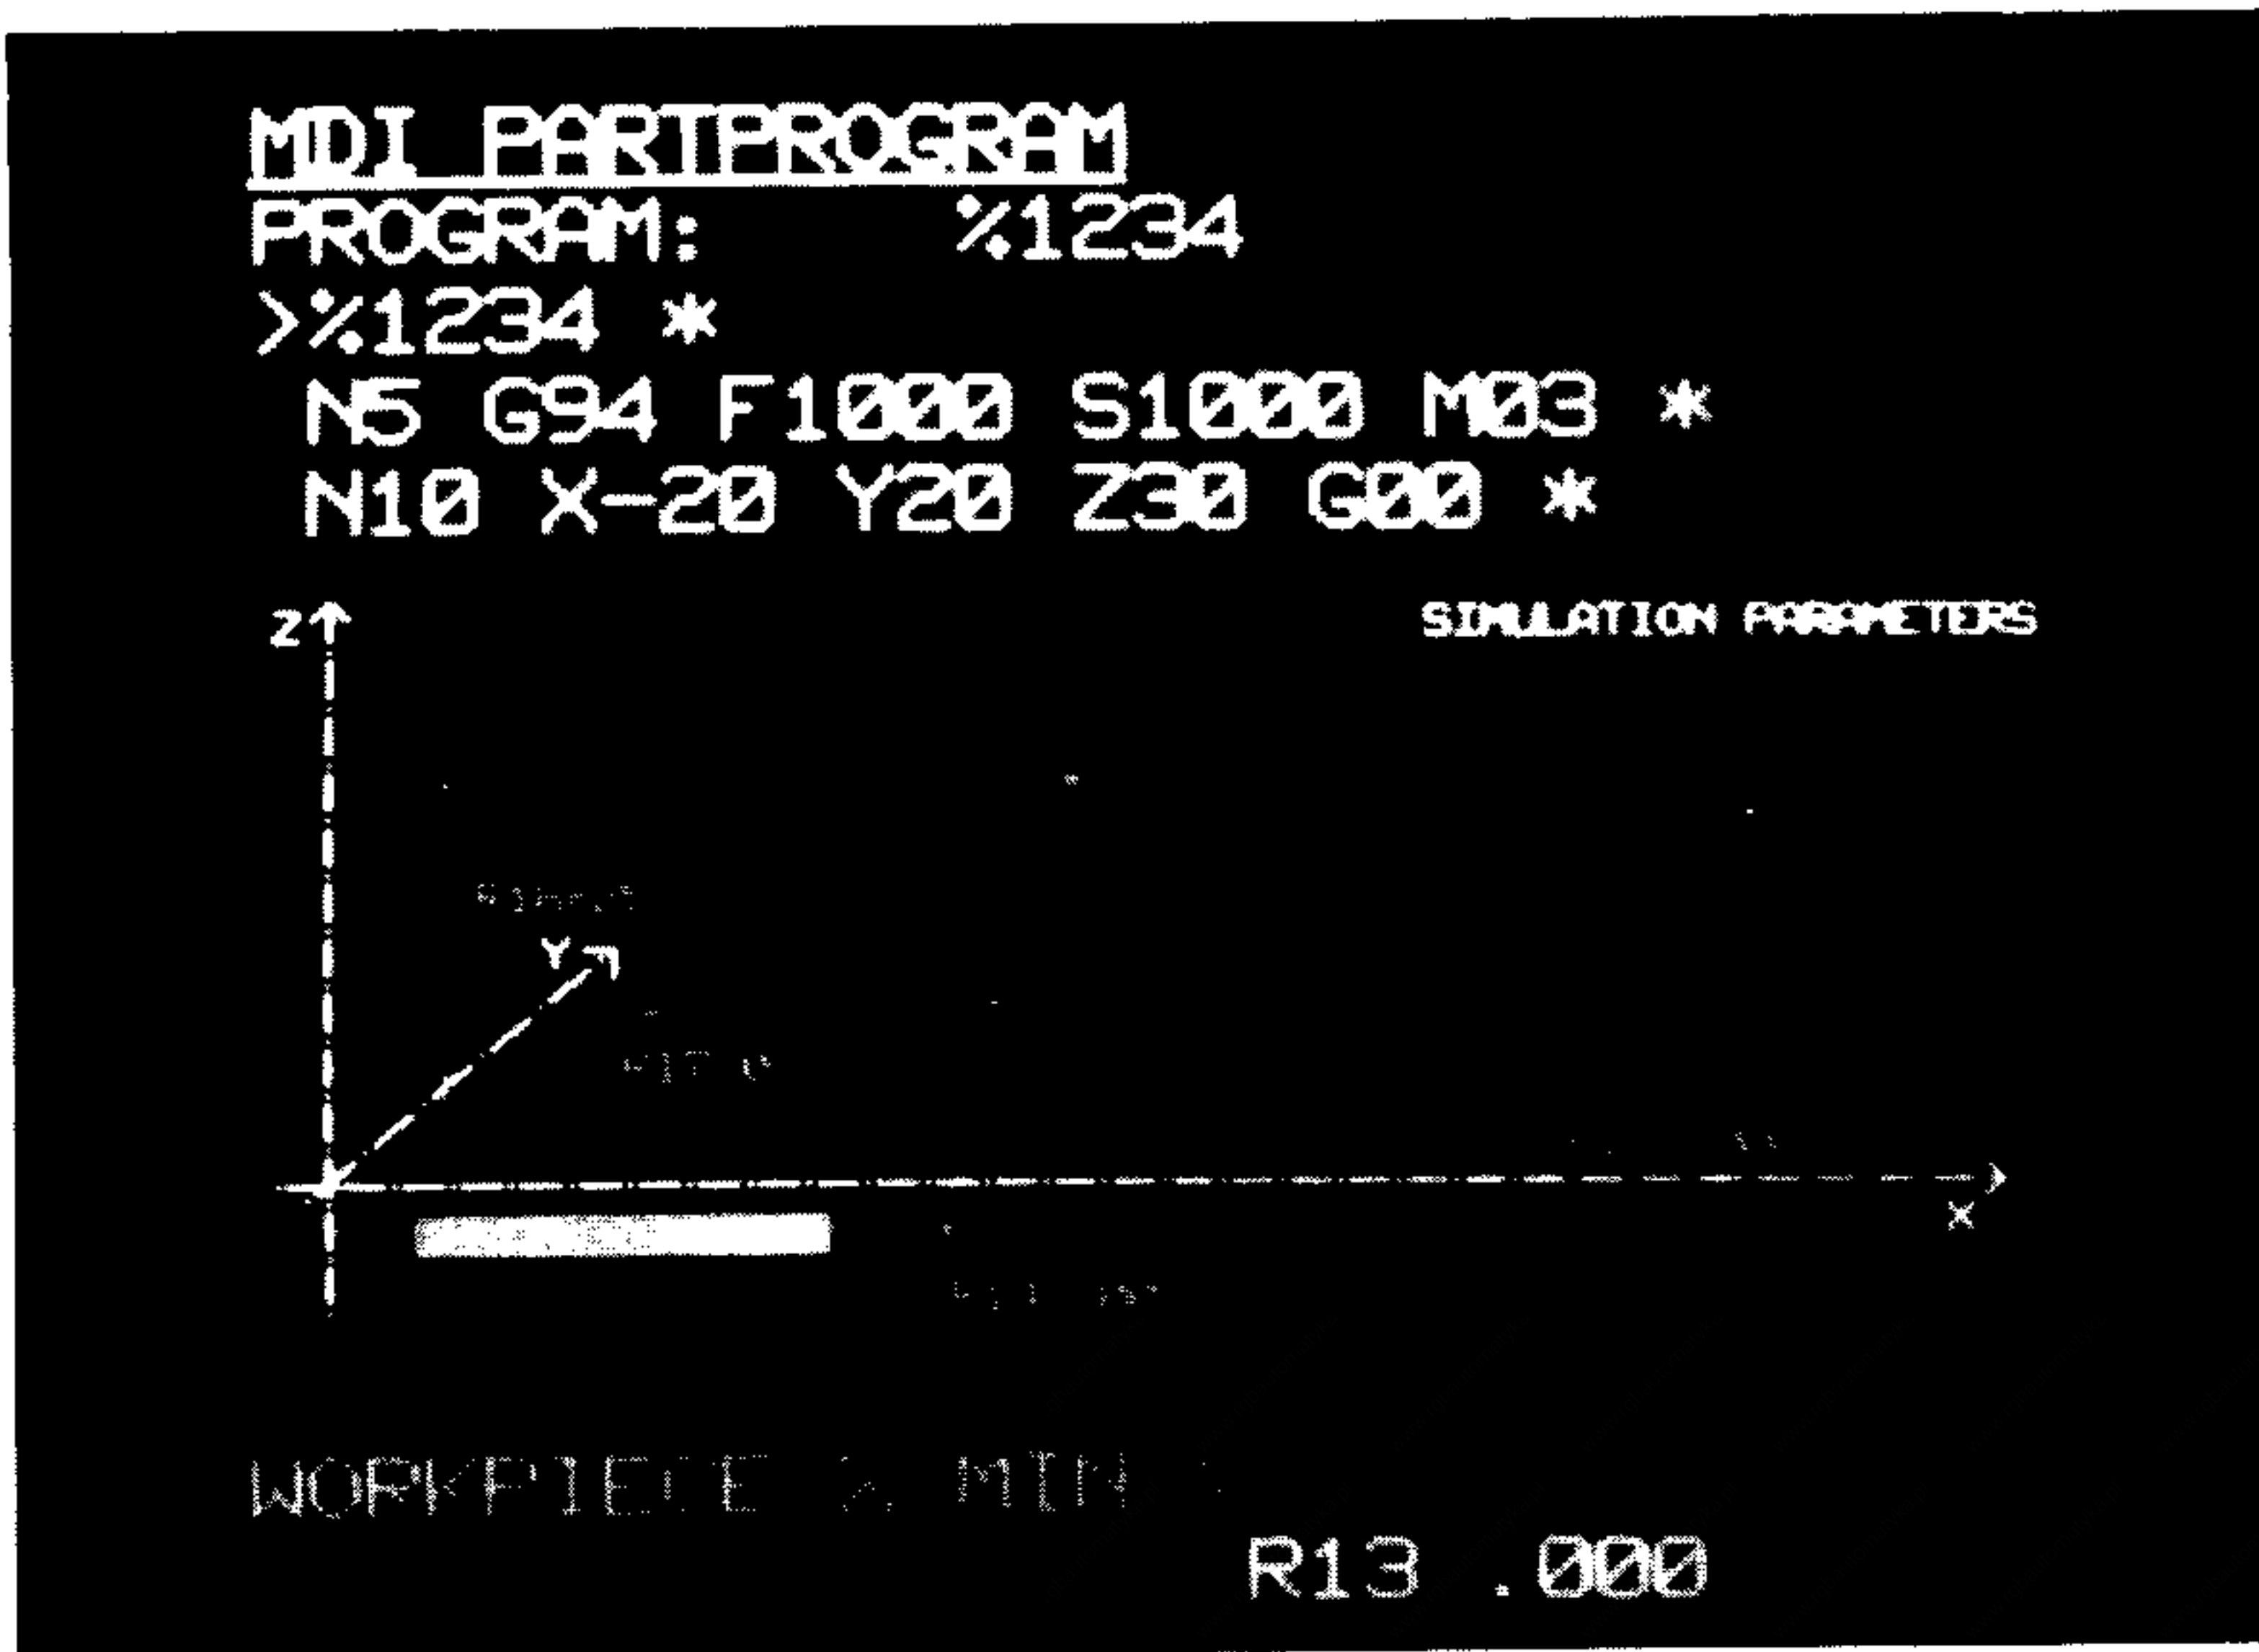 MDI PARTPROGRAM
PROGRAM: %1234
>%1234 *
N5 G94 F1000 S1000 M03 *
N10 X-20 Y20 Z30 G00 *
Z
SIMULATION PARAMETERS
Y
X
WORKPIECE MIN
R13 .000